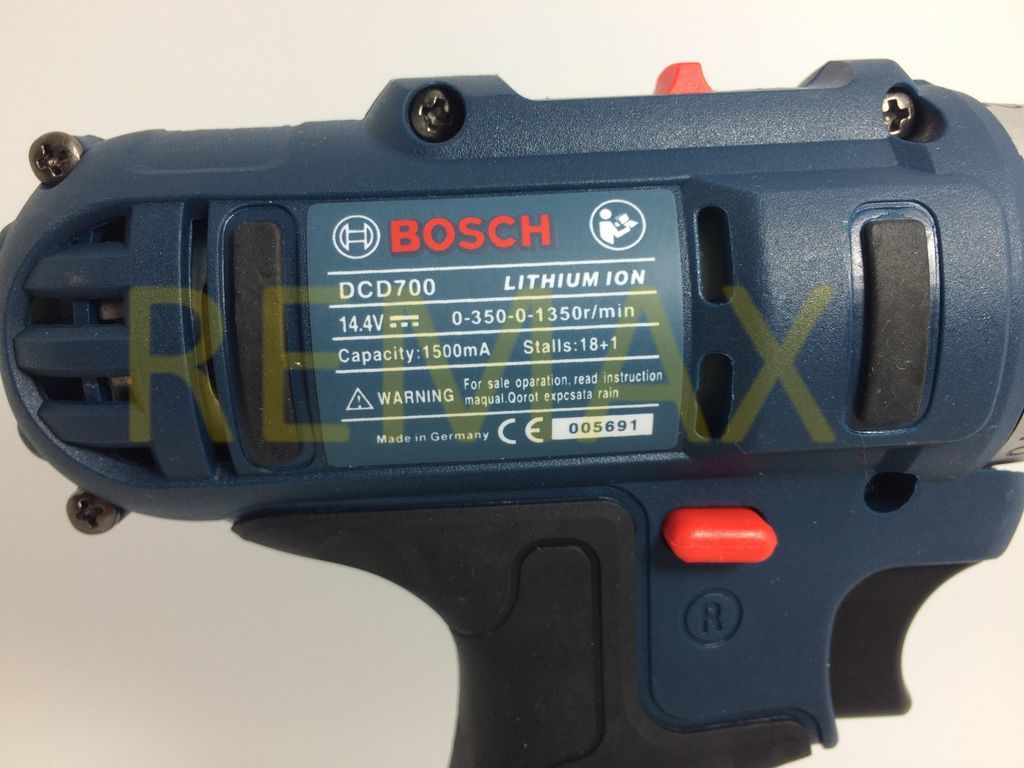 BOSCH
DCD700 LITHIUM ION
14.4V 0-350-0-1350r/min
Capacity:1500mA Stalls:18+1
WARNING For sale oparation, read instruction
maqual.Qorot expcsata rain
Made in Germany CE 005691
REMAX
R